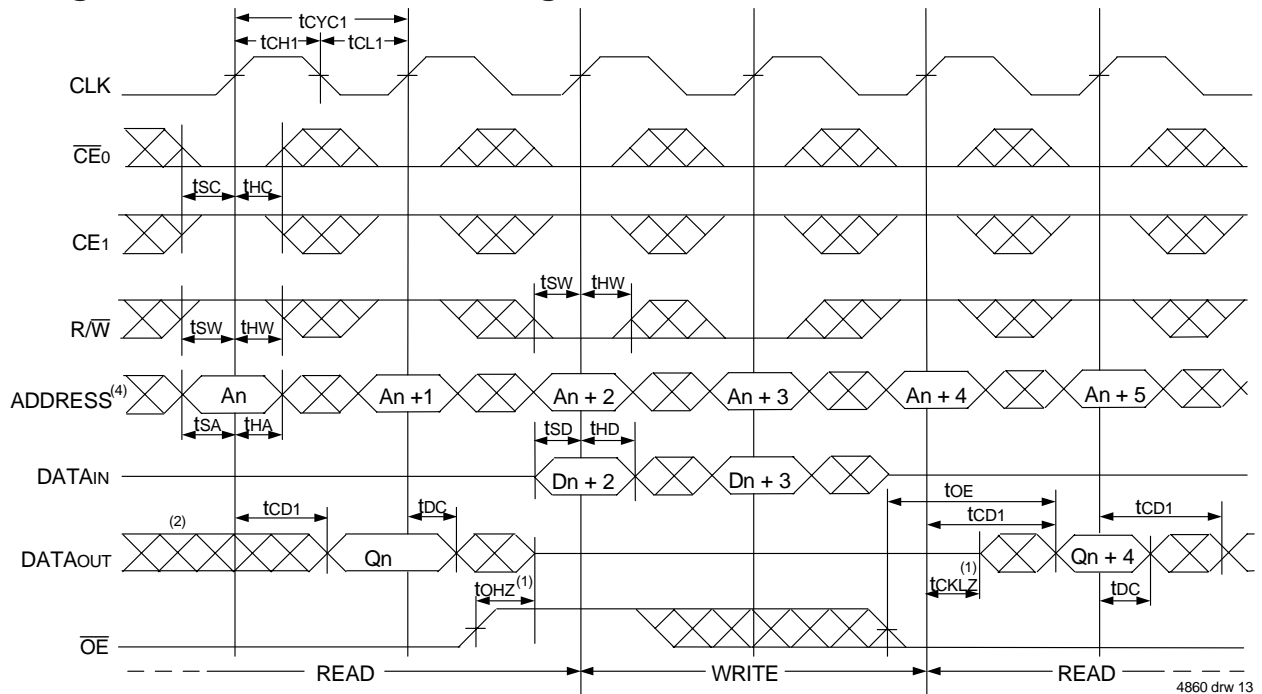 tCYC1
tCH1 tCL1
CLK
CE0
tSC tHC
CE1
tSW tHW
R/W
tSW tHW
ADDRESS(4) An An +1 An + 2 An + 3 An + 4 An + 5
tSA tHA
tSD tHD
DATAIN Dn + 2 Dn + 3
tOE
tCD1 tDC tCD1 tCD1
(2)
DATAOUT Qn Qn + 4
tOHZ(1) tCKLZ(1) tDC
OE
READ WRITE READ
4860 drw 13